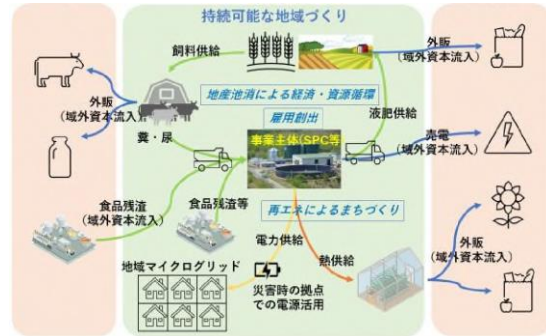 持続可能な地域づくり
飼料供給
外販
(域外資本流入)
地産池消による経済・資源循環
外販
(域外資本流入)
雇用創出
液肥供給
糞・尿
事業主体(SPC等)
売電
(域外資本流入)
食品残渣
(域外資本流入)
食品残渣等
再エネによるまちづくり
電力供給
熱供給
外販
(域外資本流入)
地域マイクログリッド
災害時の拠点
での電源活用